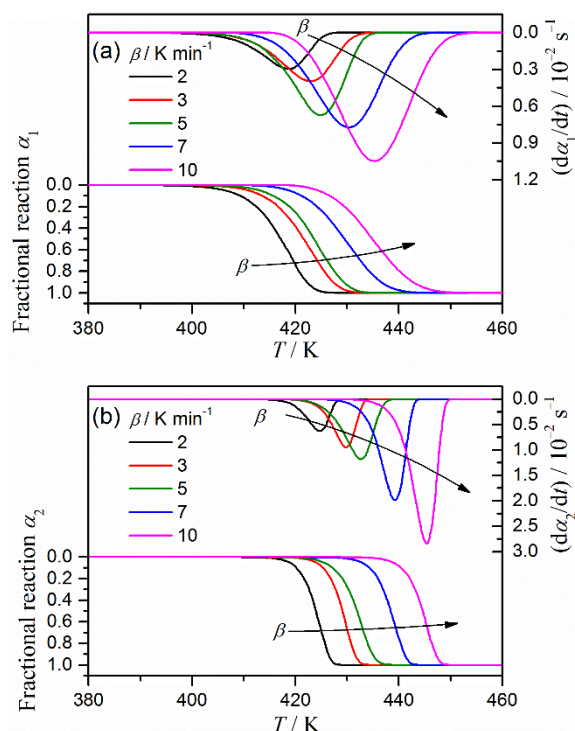 (a)
β
β / K min⁻¹
2
3
5
7
10
0.0
0.3
0.6
0.9
1.2
(dα₁/dt) / 10⁻² s⁻¹
Fractional reaction α₁
0.0
0.2
0.4
0.6
0.8
1.0
β
380 400 420 440 460
T / K
(b)
β / K min⁻¹
β
2
3
5
7
10
0.0
0.5
1.0
1.5
2.0
2.5
3.0
(dα₂/dt) / 10⁻² s⁻¹
Fractional reaction α₂
0.0
0.2
0.4
0.6
0.8
1.0
β
380 400 420 440 460
T / K